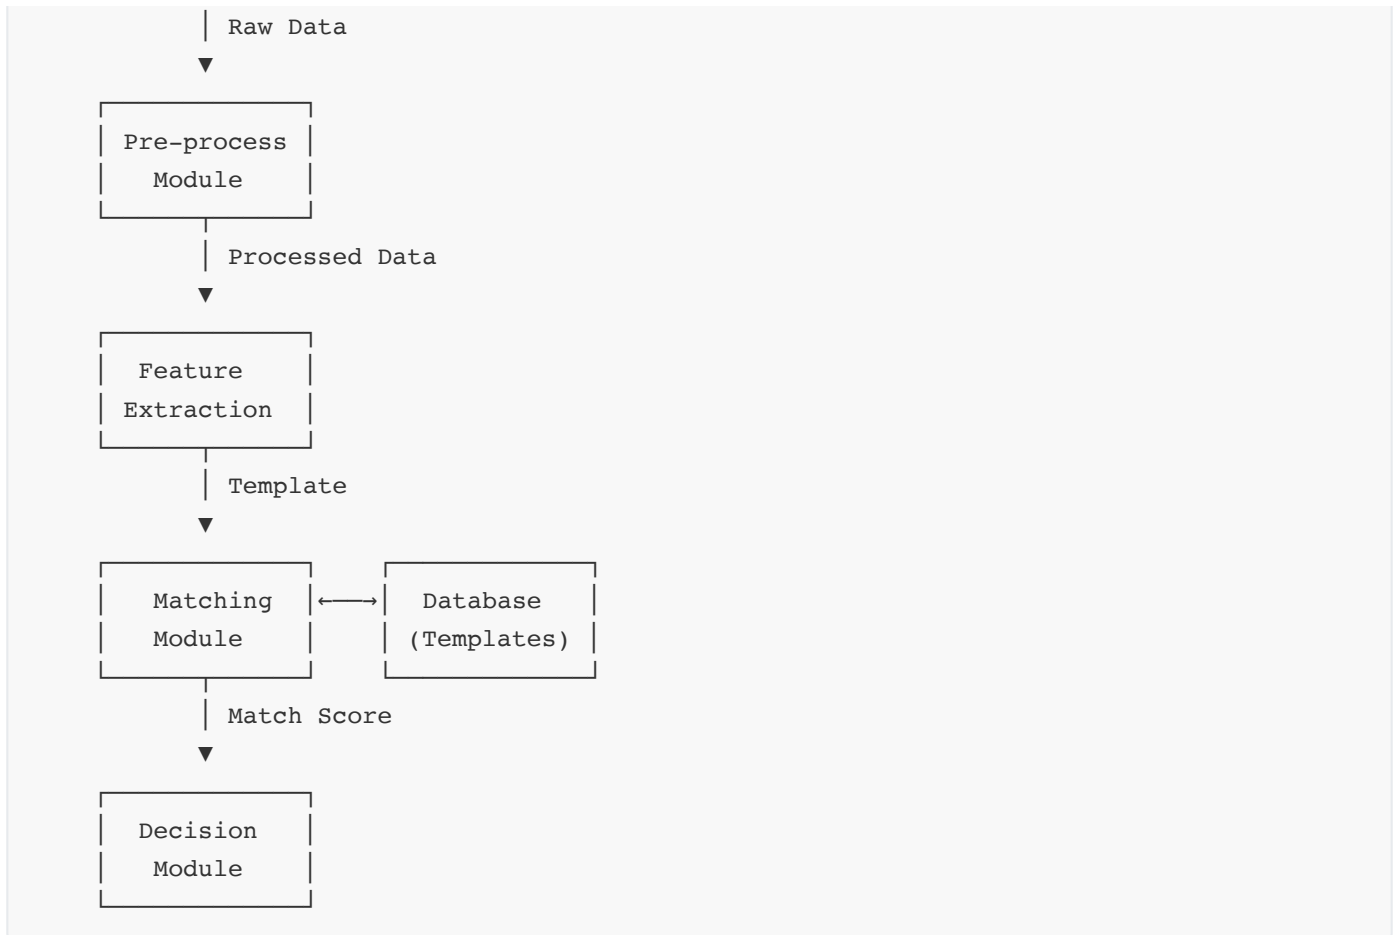 Raw Data
Pre-process
Module
Processed Data
Feature
Extraction
Template
Matching Database
Module (Templates)
Match Score
Decision
Module